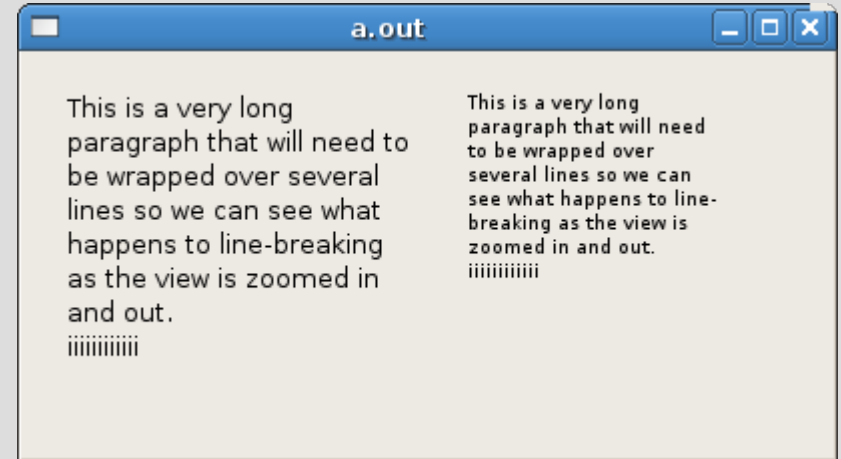 a.out
This is a very long
paragraph that will need to
be wrapped over several
lines so we can see what
happens to line-breaking
as the view is zoomed in
and out.
iiiiiiiiiiii
This is a very long
paragraph that will need
to be wrapped over
several lines so we can
see what happens to line-
breaking as the view is
zoomed in and out.
iiiiiiiiiiii